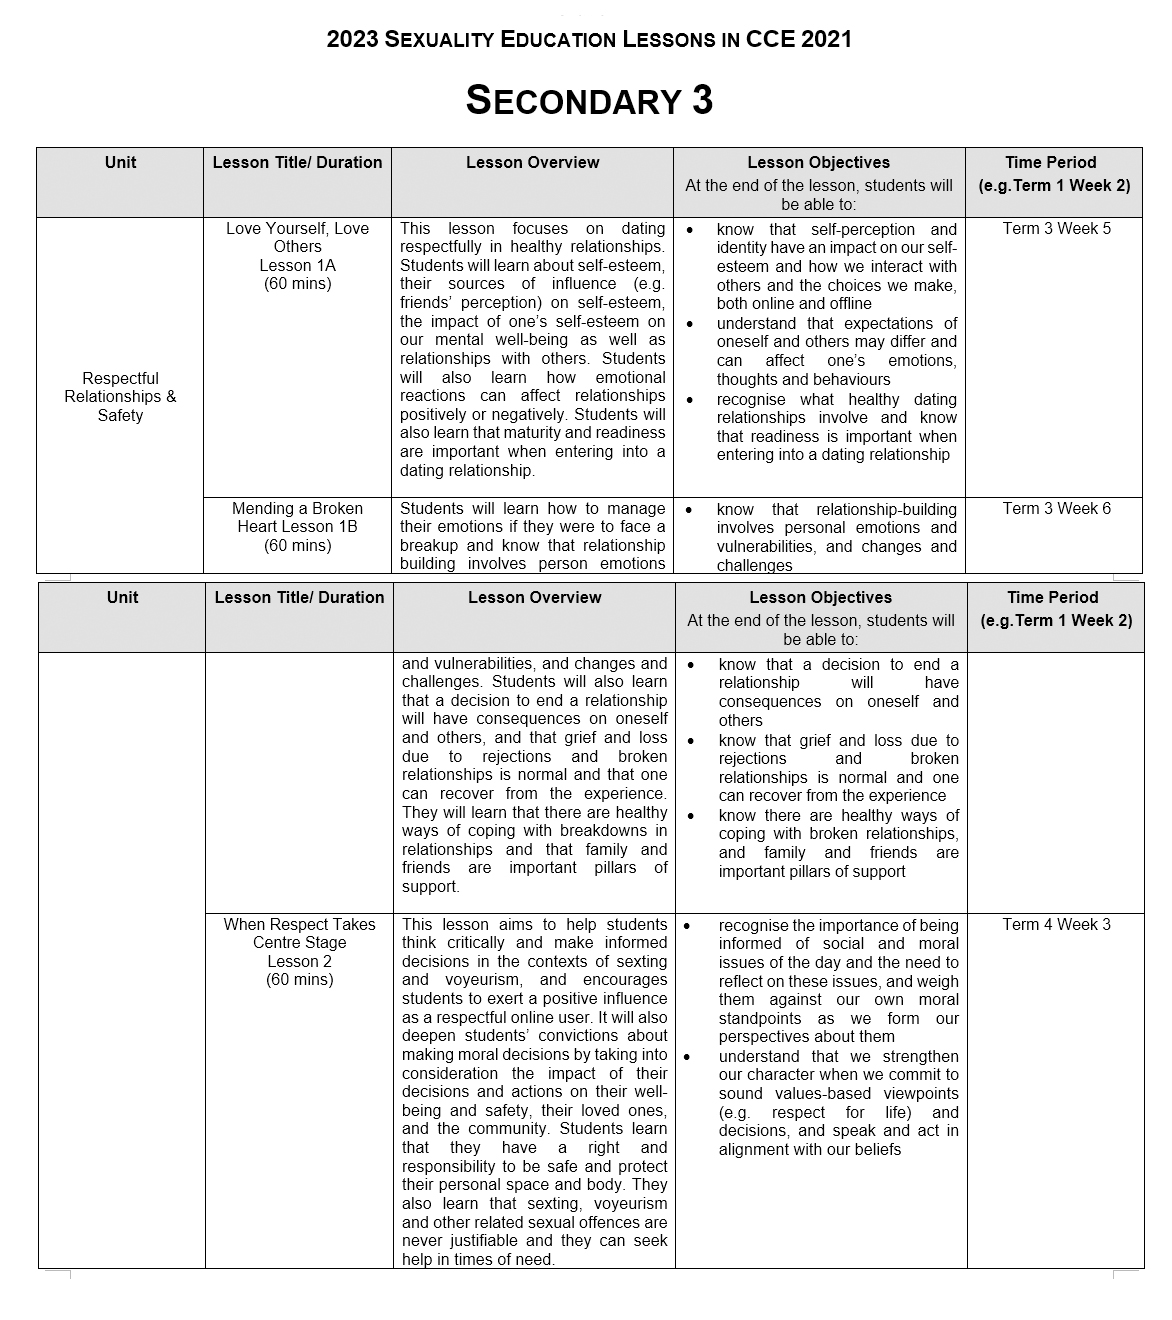 2023 SEXUALITY EDUCATION LESSONS IN CCE 2021
SECONDARY 3
Unit
Lesson Title/ Duration
Lesson Overview
Lesson Objectives
At the end of the lesson, students will
be able to:
Time Period
(e.g.Term 1 Week 2)
Respectful
Relationships &
Safety
Love Yourself, Love
Others
Lesson 1A
(60 mins)
This lesson focuses on dating
respectfully in healthy relationships.
Students will learn about self-esteem,
their sources of influence (e.g.
friends’ perception) on self-esteem,
the impact of one’s self-esteem on
our mental well-being as well as
relationships with others. Students
will also learn how emotional
reactions can affect relationships
positively or negatively. Students will
also learn that maturity and readiness
are important when entering into a
dating relationship.
• know that self-perception and
identity have an impact on our self-
esteem and how we interact with
others and the choices we make,
both online and offline
• understand that expectations of
oneself and others may differ and
can affect one’s emotions,
thoughts and behaviours
• recognise what healthy dating
relationships involve and know
that readiness is important when
entering into a dating relationship
Term 3 Week 5
Mending a Broken
Heart Lesson 1B
(60 mins)
Students will learn how to manage
their emotions if they were to face a
breakup and know that relationship
building involves person emotions
• know that relationship-building
involves personal emotions and
vulnerabilities, and changes and
challenges
Term 3 Week 6
Unit
Lesson Title/ Duration
Lesson Overview
Lesson Objectives
At the end of the lesson, students will
be able to:
Time Period
(e.g.Term 1 Week 2)
and vulnerabilities, and changes and
challenges. Students will also learn
that a decision to end a relationship
will have consequences on oneself
and others, and that grief and loss
due to rejections and broken
relationships is normal and that one
can recover from the experience.
They will learn that there are healthy
ways of coping with breakdowns in
relationships and that family and
friends are important pillars of
support.
• know that a decision to end a
relationship will have
consequences on oneself and
others
• know that grief and loss due to
rejections and broken
relationships is normal and one
can recover from the experience
• know there are healthy ways of
coping with broken relationships,
and family and friends are
important pillars of support
When Respect Takes
Centre Stage
Lesson 2
(60 mins)
This lesson aims to help students
think critically and make informed
decisions in the contexts of sexting
and voyeurism, and encourages
students to exert a positive influence
as a respectful online user. It will also
deepen students’ convictions about
making moral decisions by taking into
consideration the impact of their
decisions and actions on their well-
being and safety, their loved ones,
and the community. Students learn
that they have a right and
responsibility to be safe and protect
their personal space and body. They
also learn that sexting, voyeurism
and other related sexual offences are
never justifiable and they can seek
help in times of need.
• recognise the importance of being
informed of social and moral
issues of the day and the need to
reflect on these issues, and weigh
them against our own moral
standpoints as we form our
perspectives about them
• understand that we strengthen
our character when we commit to
sound values-based viewpoints
(e.g. respect for life) and
decisions, and speak and act in
alignment with our beliefs
Term 4 Week 3